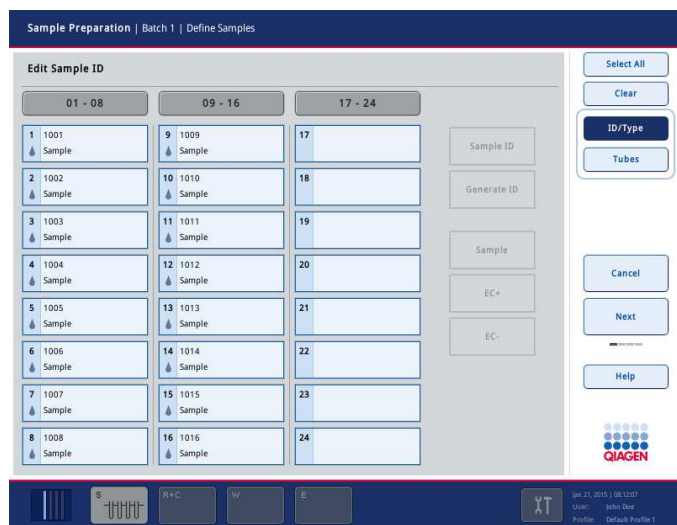 Sample Preparation | Batch 1 | Define Samples
Edit Sample ID
01 - 08
09 - 16
17 - 24
1 1001
Sample
2 1002
Sample
3 1003
Sample
4 1004
Sample
5 1005
Sample
6 1006
Sample
7 1007
Sample
8 1008
Sample
9 1009
Sample
10 1010
Sample
11 1011
Sample
12 1012
Sample
13 1013
Sample
14 1014
Sample
15 1015
Sample
16 1016
Sample
17
18
19
20
21
22
23
24
Sample ID
Generate ID
Sample
EC+
EC-
Select All
Clear
ID/Type
Tubes
Cancel
Next
Help
QIAGEN
S
R+C
W
E
Jan 21, 2015 | 08:12:07
User: John Doe
Profile: Default Profile 1